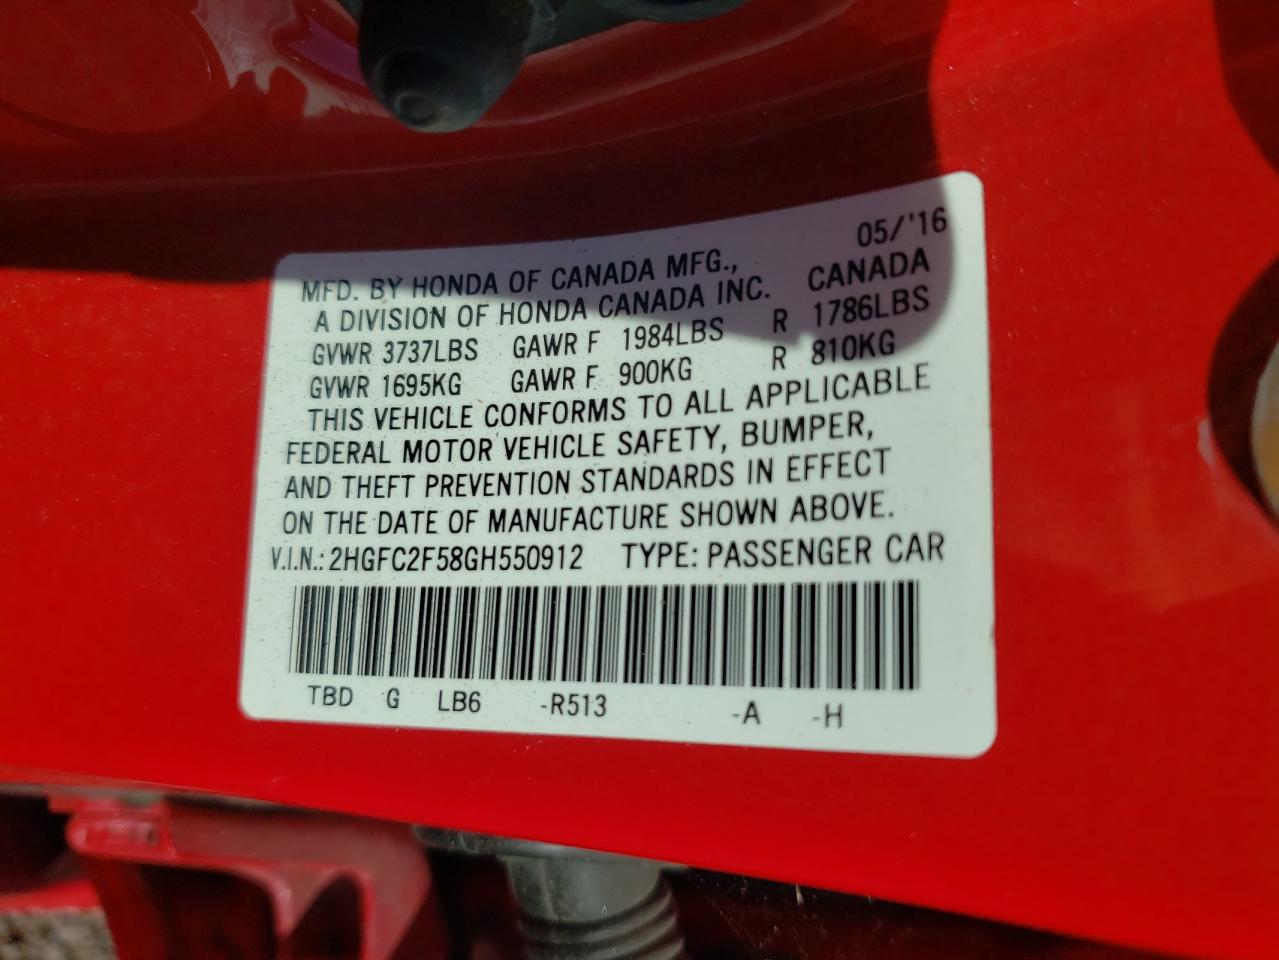 05/'16
MFD. BY HONDA OF CANADA MFG., CANADA
A DIVISION OF HONDA CANADA INC.
GVWR 3737LBS GAWR F 1984LBS R 1786LBS
GVWR 1695KG GAWR F 900KG R 810KG
THIS VEHICLE CONFORMS TO ALL APPLICABLE
FEDERAL MOTOR VEHICLE SAFETY, BUMPER,
AND THEFT PREVENTION STANDARDS IN EFFECT
ON THE DATE OF MANUFACTURE SHOWN ABOVE.
V.I.N.: 2HGFC2F58GH550912 TYPE: PASSENGER CAR
TBD G LB6 -R513 -A -H